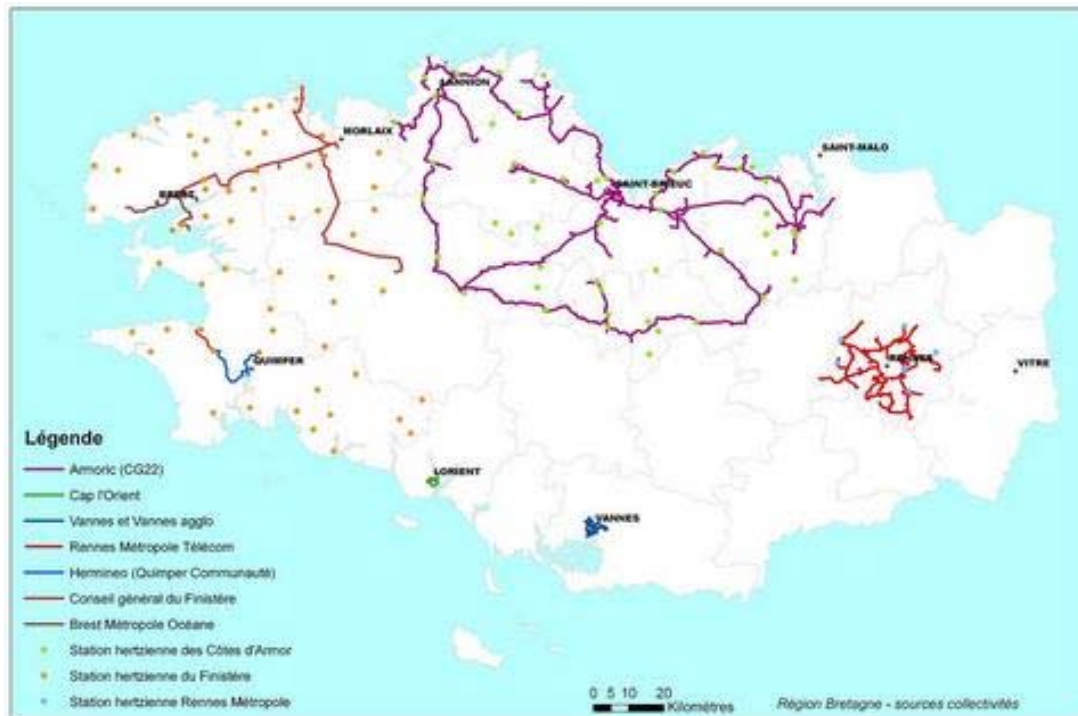 LANNION
MORLAIX
SAINT-MALO
SAINT-BRIEUC
BREST
QUIMPER
RENNES
VITRE
LORIENT
VANNES
Légende
Armoric (CG22)
Cap l'Orient
Vannes et Vannes agglo
Rennes Métropole Télécom
Hermineo (Quimper Communauté)
Conseil général du Finistère
Brest Métropole Océane
Station hertzienne des Côtes d'Armor
Station hertzienne du Finistère
Station hertzienne Rennes Métropole
0 5 10 20
Kilomètres
Région Bretagne - sources collectivités